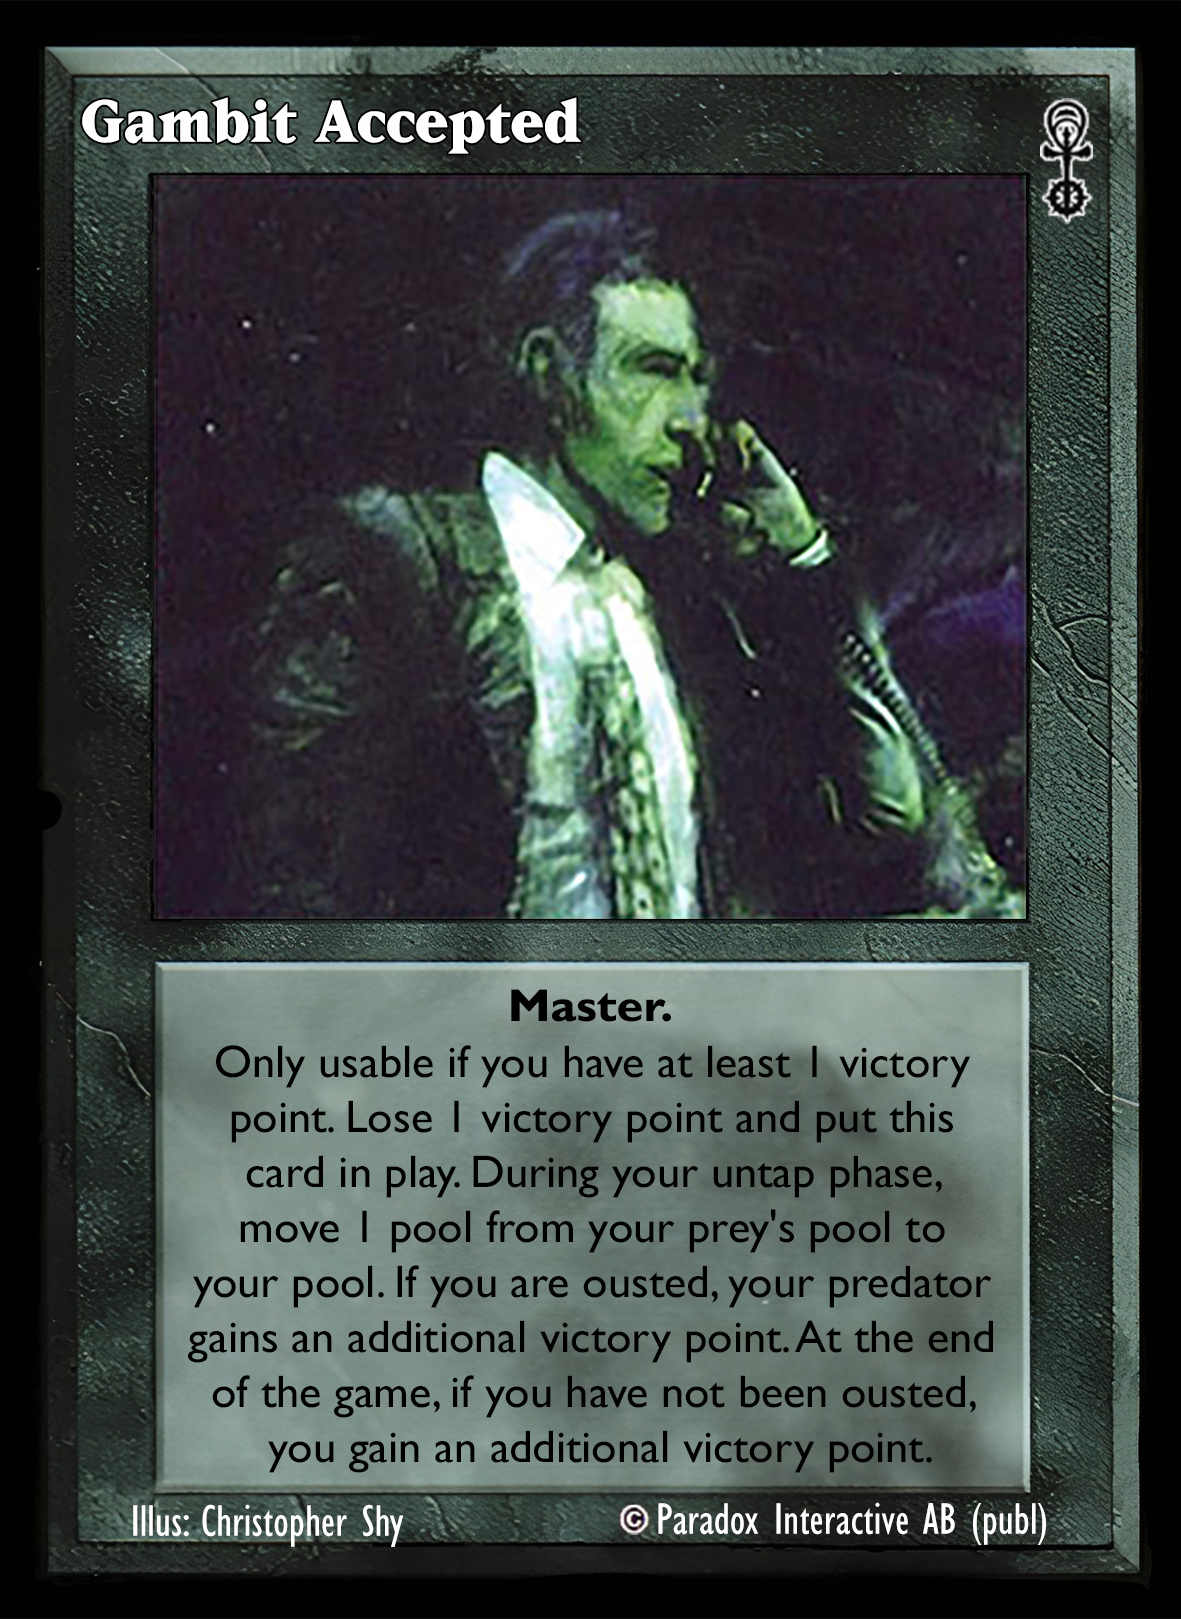 Gambit Accepted
Master.
Only usable if you have at least 1 victory
point. Lose 1 victory point and put this
card in play. During your untap phase,
move 1 pool from your prey's pool to
your pool. If you are ousted, your predator
gains an additional victory point. At the end
of the game, if you have not been ousted,
you gain an additional victory point.
Illus: Christopher Shy © Paradox Interactive AB (publ)